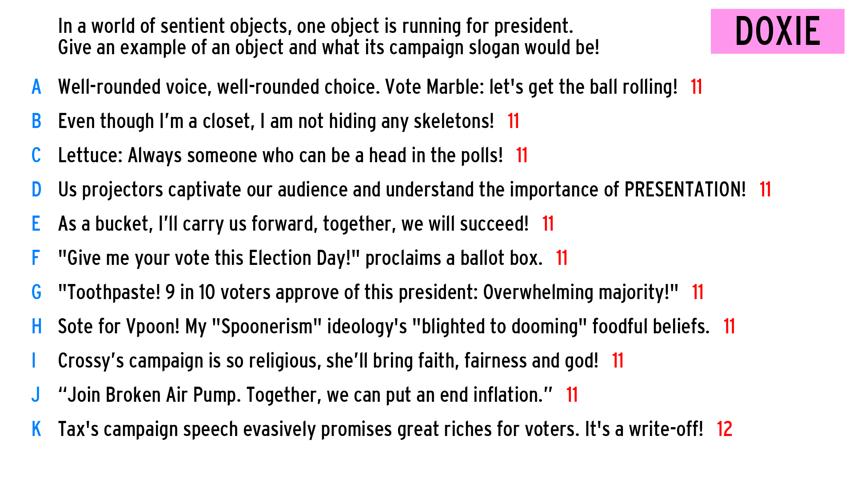 In a world of sentient objects, one object is running for president.
Give an example of an object and what its campaign slogan would be!
DOXIE
A Well-rounded voice, well-rounded choice. Vote Marble: let's get the ball rolling! 11
B Even though I’m a closet, I am not hiding any skeletons! 11
C Lettuce: Always someone who can be a head in the polls! 11
D Us projectors captivate our audience and understand the importance of PRESENTATION! 11
E As a bucket, I’ll carry us forward, together, we will succeed! 11
F "Give me your vote this Election Day!" proclaims a ballot box. 11
G "Toothpaste! 9 in 10 voters approve of this president: Overwhelming majority!" 11
H Sote for Vpoon! My "Spoonerism" ideology's "blighted to dooming" foodful beliefs. 11
I Crossy’s campaign is so religious, she’ll bring faith, fairness and god! 11
J “Join Broken Air Pump. Together, we can put an end inflation.” 11
K Tax's campaign speech evasively promises great riches for voters. It's a write-off! 12